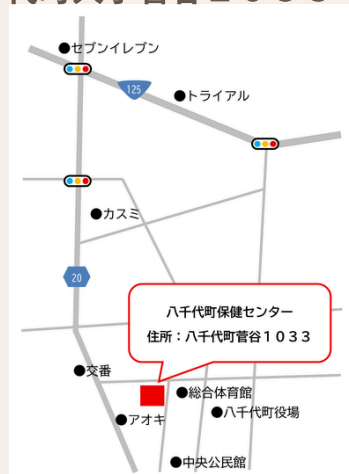 ●セブンイレブン
125
●トライアル
●カスミ
20
八千代町保健センター
住所：八千代町菅谷１０３３
●交番
●総合体育館
●アオキ
●八千代町役場
●中央公民館